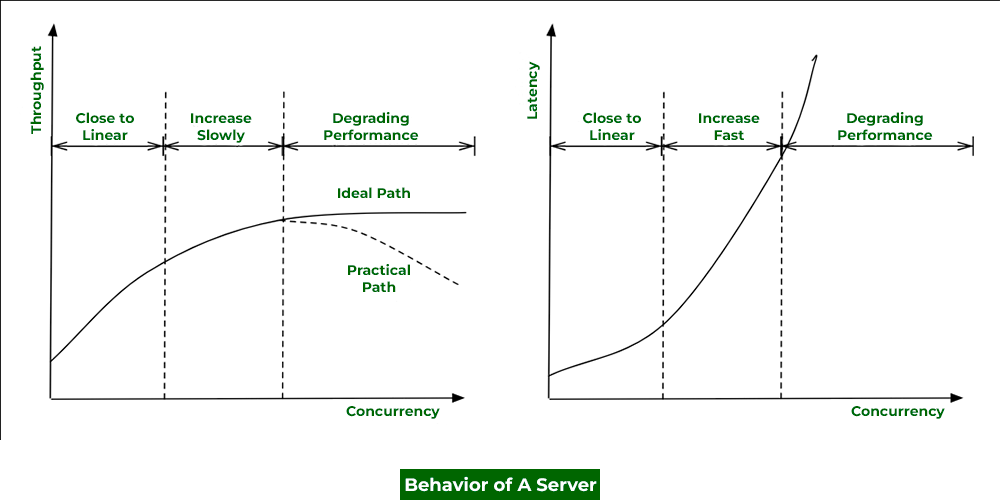 Throughput
Close to
Linear
Increase
Slowly
Degrading
Performance
Ideal Path
Practical
Path
Concurrency
Latency
Close to
Linear
Increase
Fast
Degrading
Performance
Concurrency
Behavior of A Server